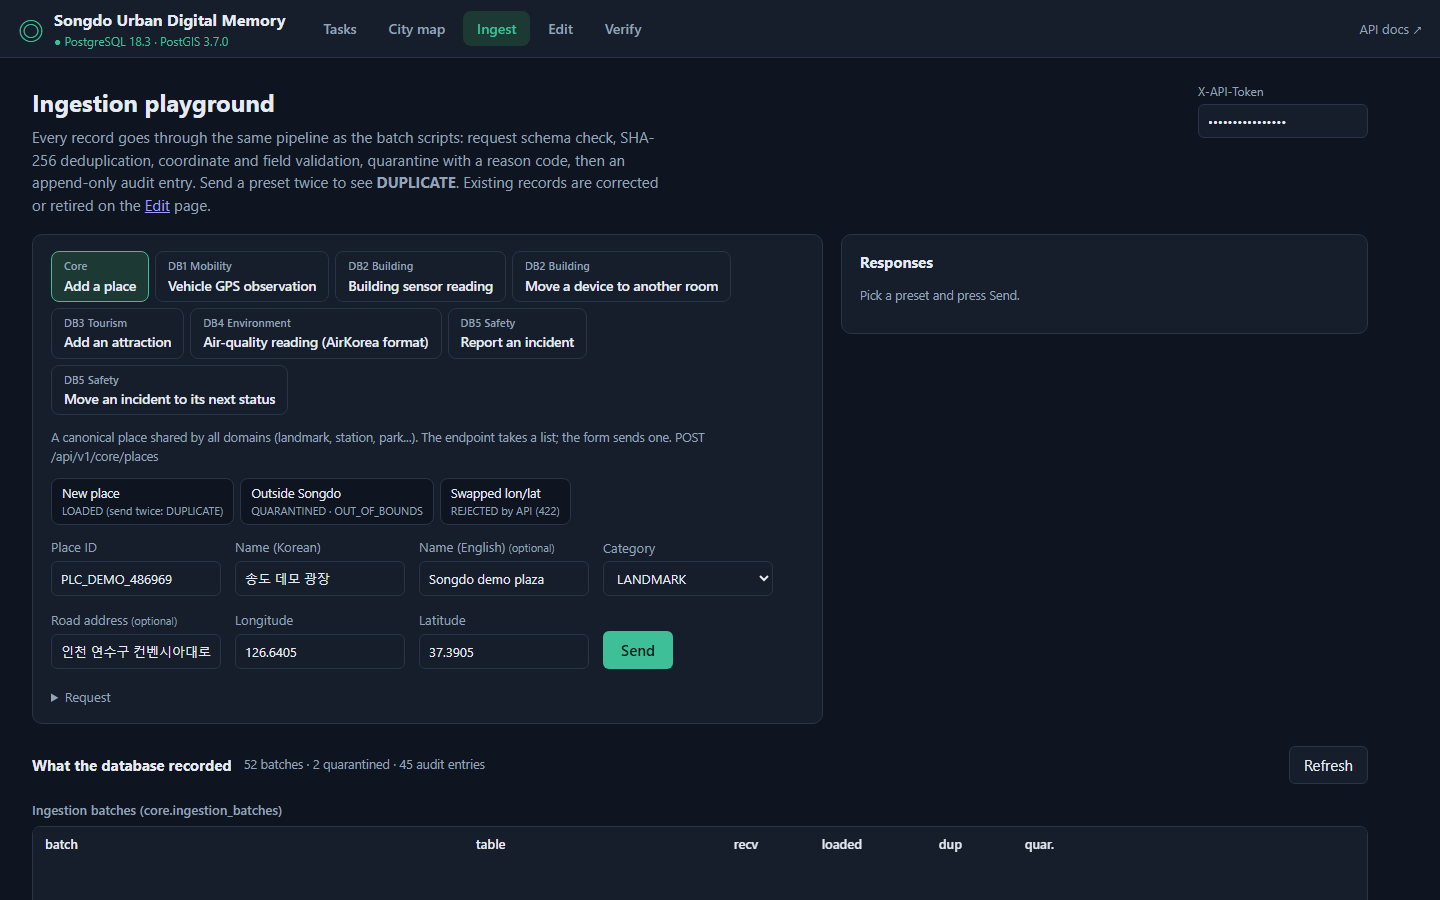 Songdo Urban Digital Memory
● PostgreSQL 18.3 · PostGIS 3.7.0
Tasks
City map
Ingest
Edit
Verify
API docs ↗
Ingestion playground
Every record goes through the same pipeline as the batch scripts: request schema check, SHA-
256 deduplication, coordinate and field validation, quarantine with a reason code, then an
append-only audit entry. Send a preset twice to see DUPLICATE. Existing records are corrected
or retired on the Edit page.
X-API-Token
••••••••••••••••
Core
Add a place
DB1 Mobility
Vehicle GPS observation
DB2 Building
Building sensor reading
DB2 Building
Move a device to another room
DB3 Tourism
Add an attraction
DB4 Environment
Air-quality reading (AirKorea format)
DB5 Safety
Report an incident
DB5 Safety
Move an incident to its next status
A canonical place shared by all domains (landmark, station, park...). The endpoint takes a list; the form sends one. POST
/api/v1/core/places
New place
LOADED (send twice: DUPLICATE)
Outside Songdo
QUARANTINED · OUT_OF_BOUNDS
Swapped lon/lat
REJECTED by API (422)
Place ID
PLC_DEMO_486969
Name (Korean)
송도 데모 광장
Name (English) (optional)
Songdo demo plaza
Category
LANDMARK
Road address (optional)
인천 연수구 컨벤시아대로
Longitude
126.6405
Latitude
37.3905
Send
▶ Request
Responses
Pick a preset and press Send.
What the database recorded
52 batches · 2 quarantined · 45 audit entries
Refresh
Ingestion batches (core.ingestion_batches)
batch table recv loaded dup quar.